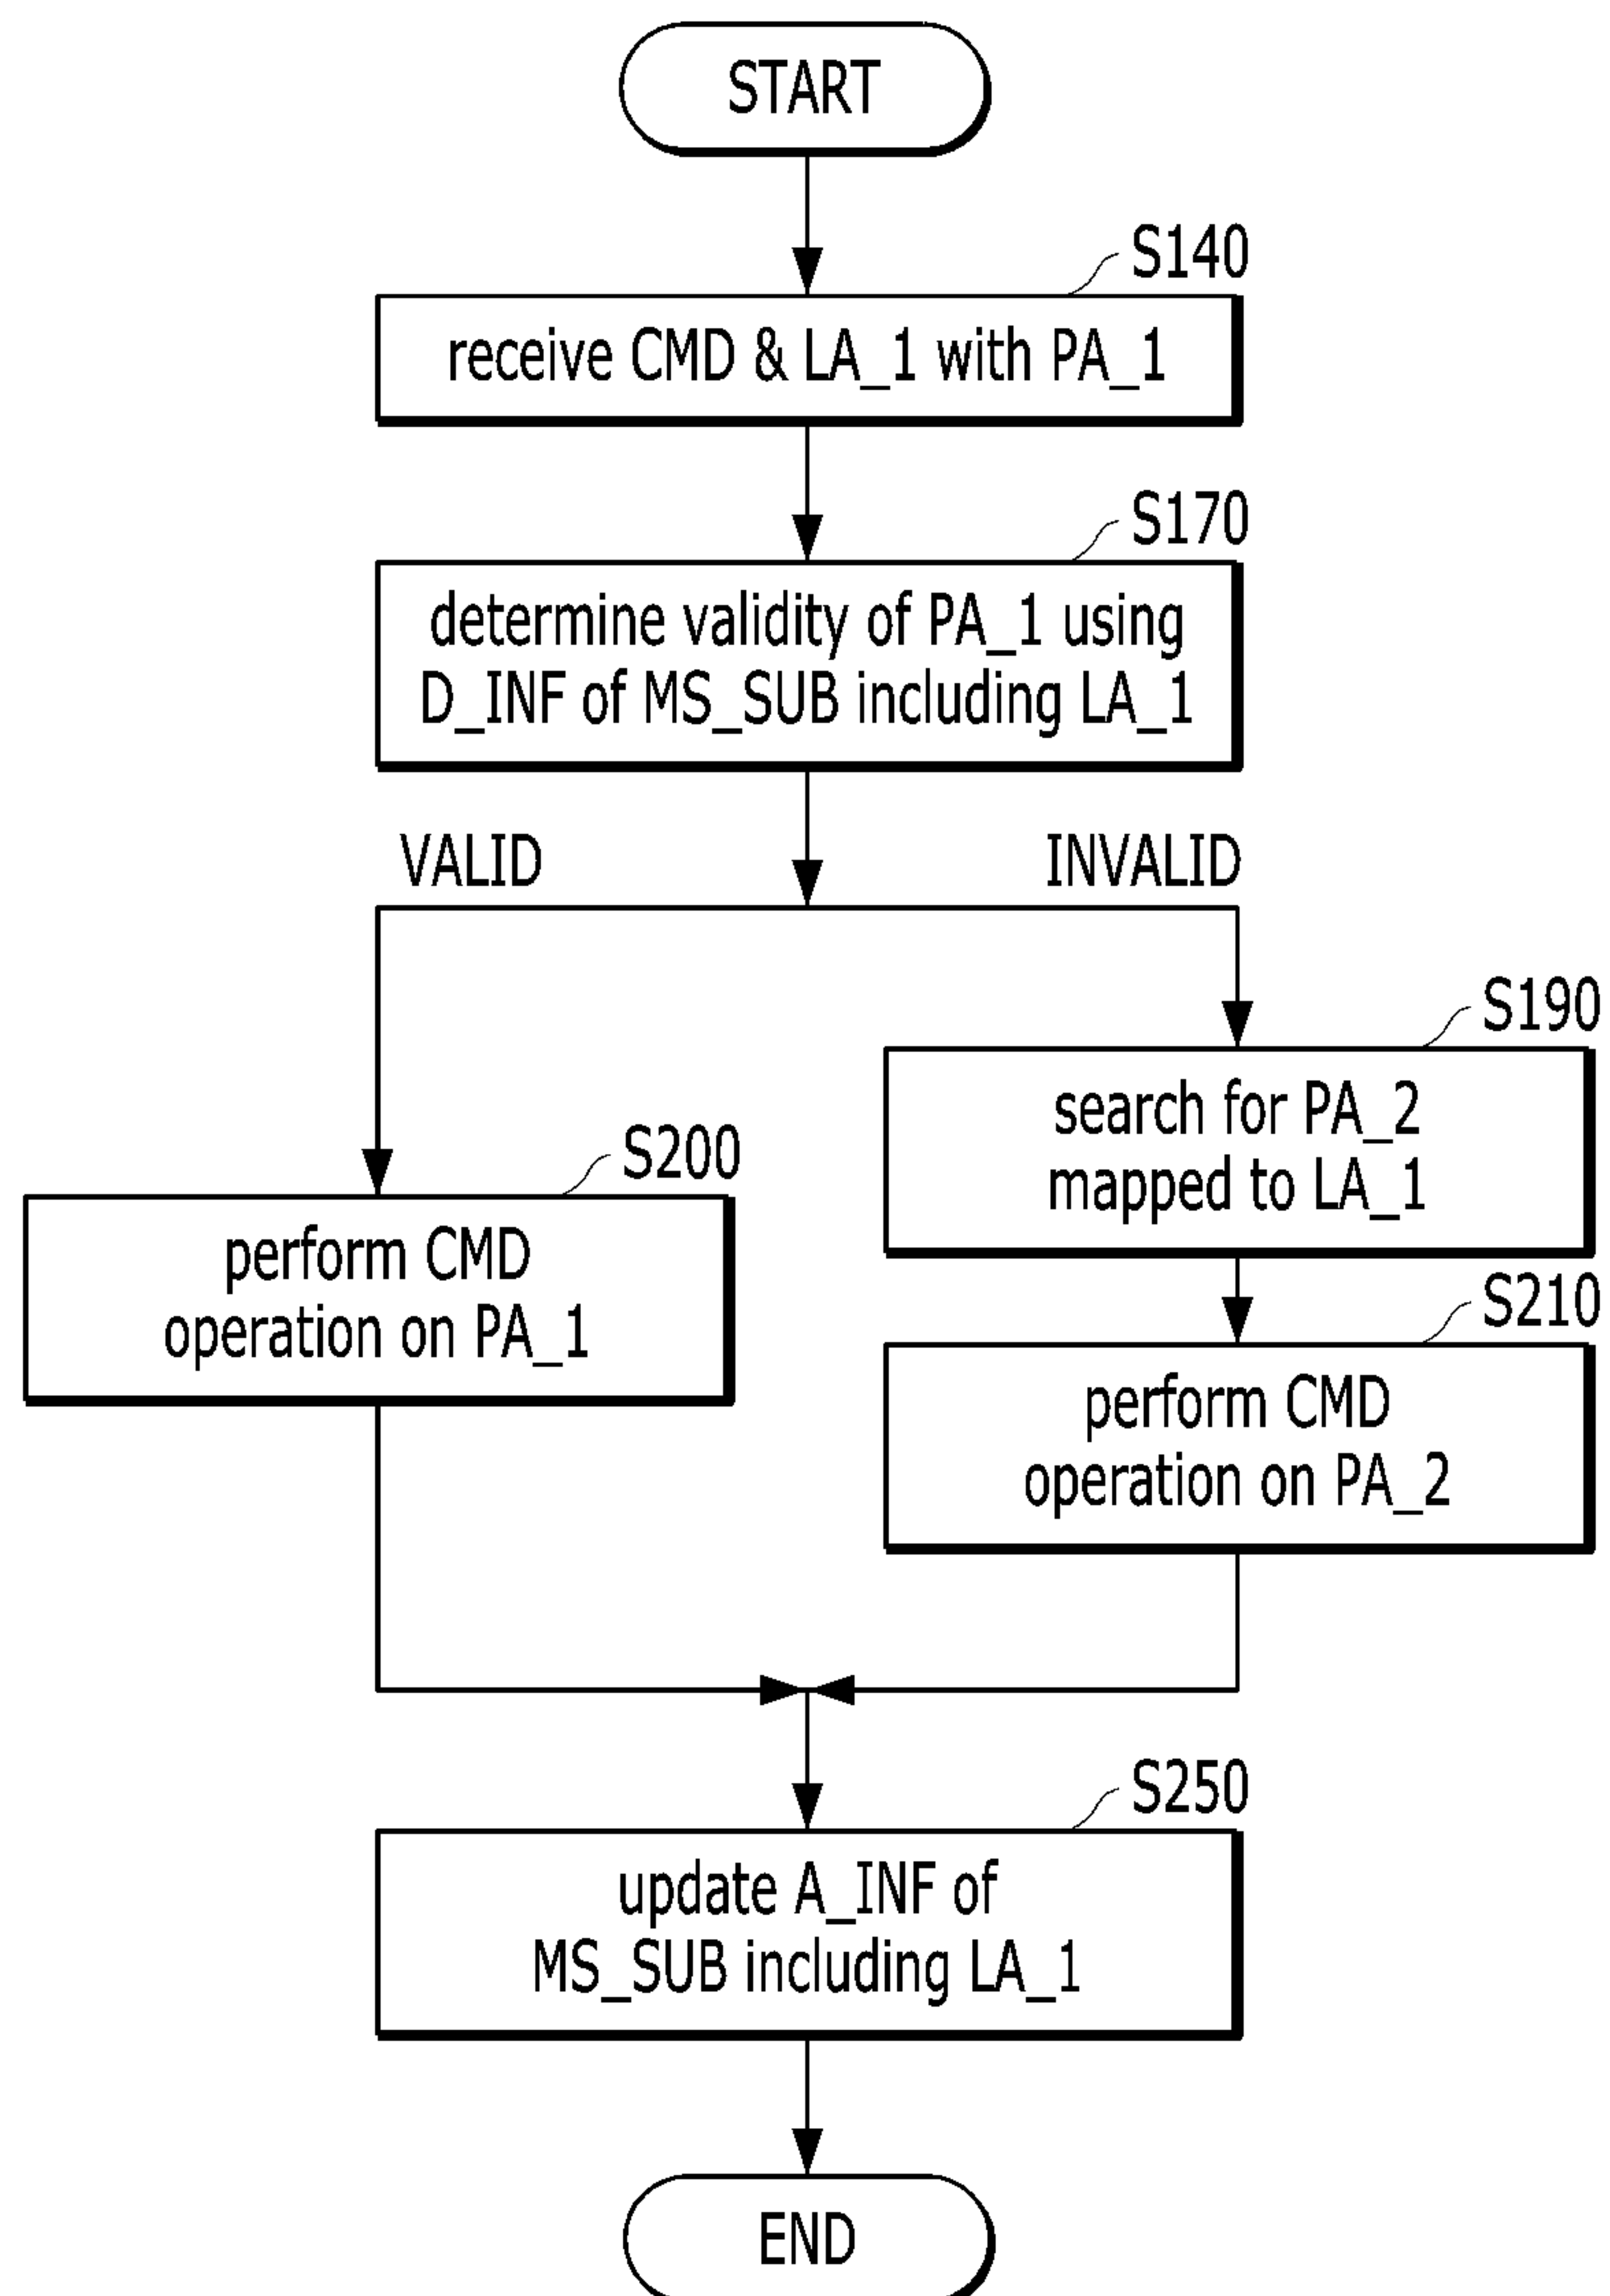 START
S140
receive CMD & LA_1 with PA_1
S170
determine validity of PA_1 using
D_INF of MS_SUB including LA_1
VALID
INVALID
S190
search for PA_2
mapped to LA_1
S200
perform CMD
operation on PA_1
S210
perform CMD
operation on PA_2
S250
update A_INF of
MS_SUB including LA_1
END